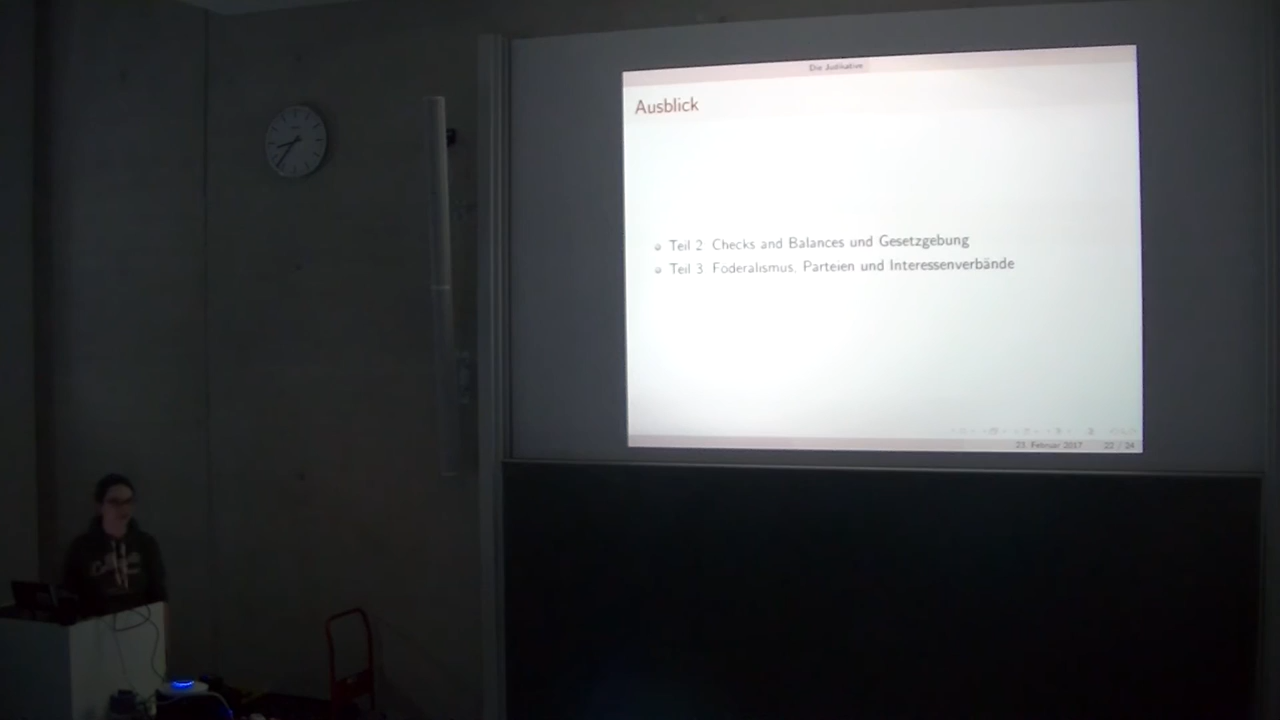 Die Judikative
Ausblick
Teil 2 Checks and Balances und Gesetzgebung
Teil 3 Föderalismus, Parteien und Interessenverbände
23. Februar 2017 22 / 24